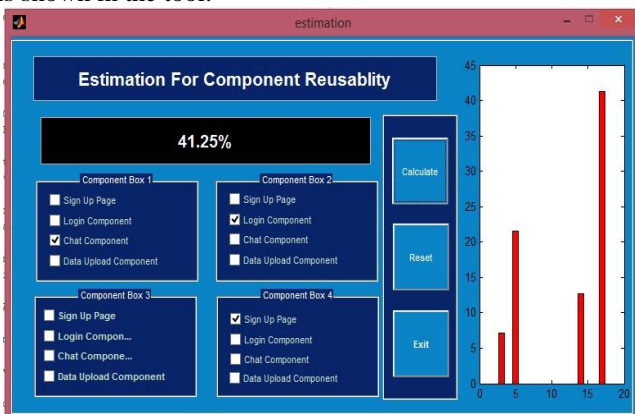 estimation
Estimation For Component Reusablity
41.25%
Component Box 1
Sign Up Page
Login Component
Chat Component
Data Upload Component
Component Box 2
Sign Up Page
Login Component
Chat Component
Data Upload Component
Component Box 3
Sign Up Page
Login Compon...
Chat Compone...
Data Upload Component
Component Box 4
Sign Up Page
Login Component
Chat Component
Data Upload Component
Calculate
Reset
Exit
45
40
35
30
25
20
15
10
5
0
0 5 10 15 20